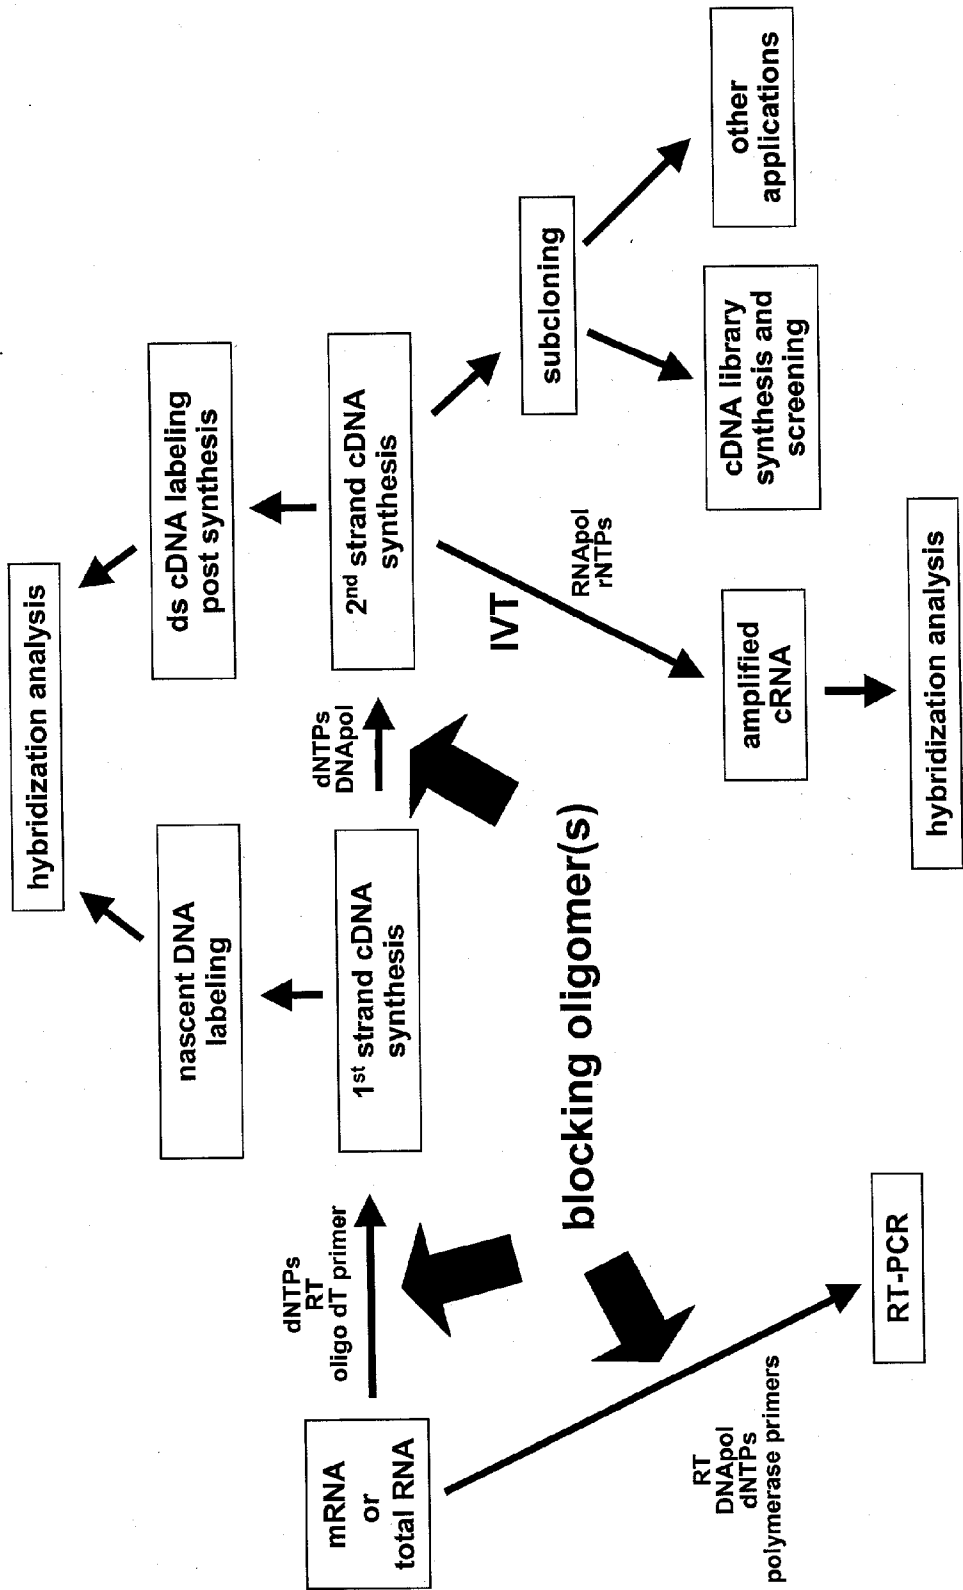 hybridization analysis
nascent DNA
labeling
ds cDNA labeling
post synthesis
dNTPs
RT
oligo dT primer
mRNA
or
total RNA
1st strand cDNA
synthesis
dNTPs
DNApol
2nd strand cDNA
synthesis
IVT
RNApol
rNTPs
subcloning
blocking oligomer(s)
RT
DNApol
dNTPs
polymerase primers
RT-PCR
amplified
cRNA
cDNA library
synthesis and
screening
other
applications
hybridization analysis